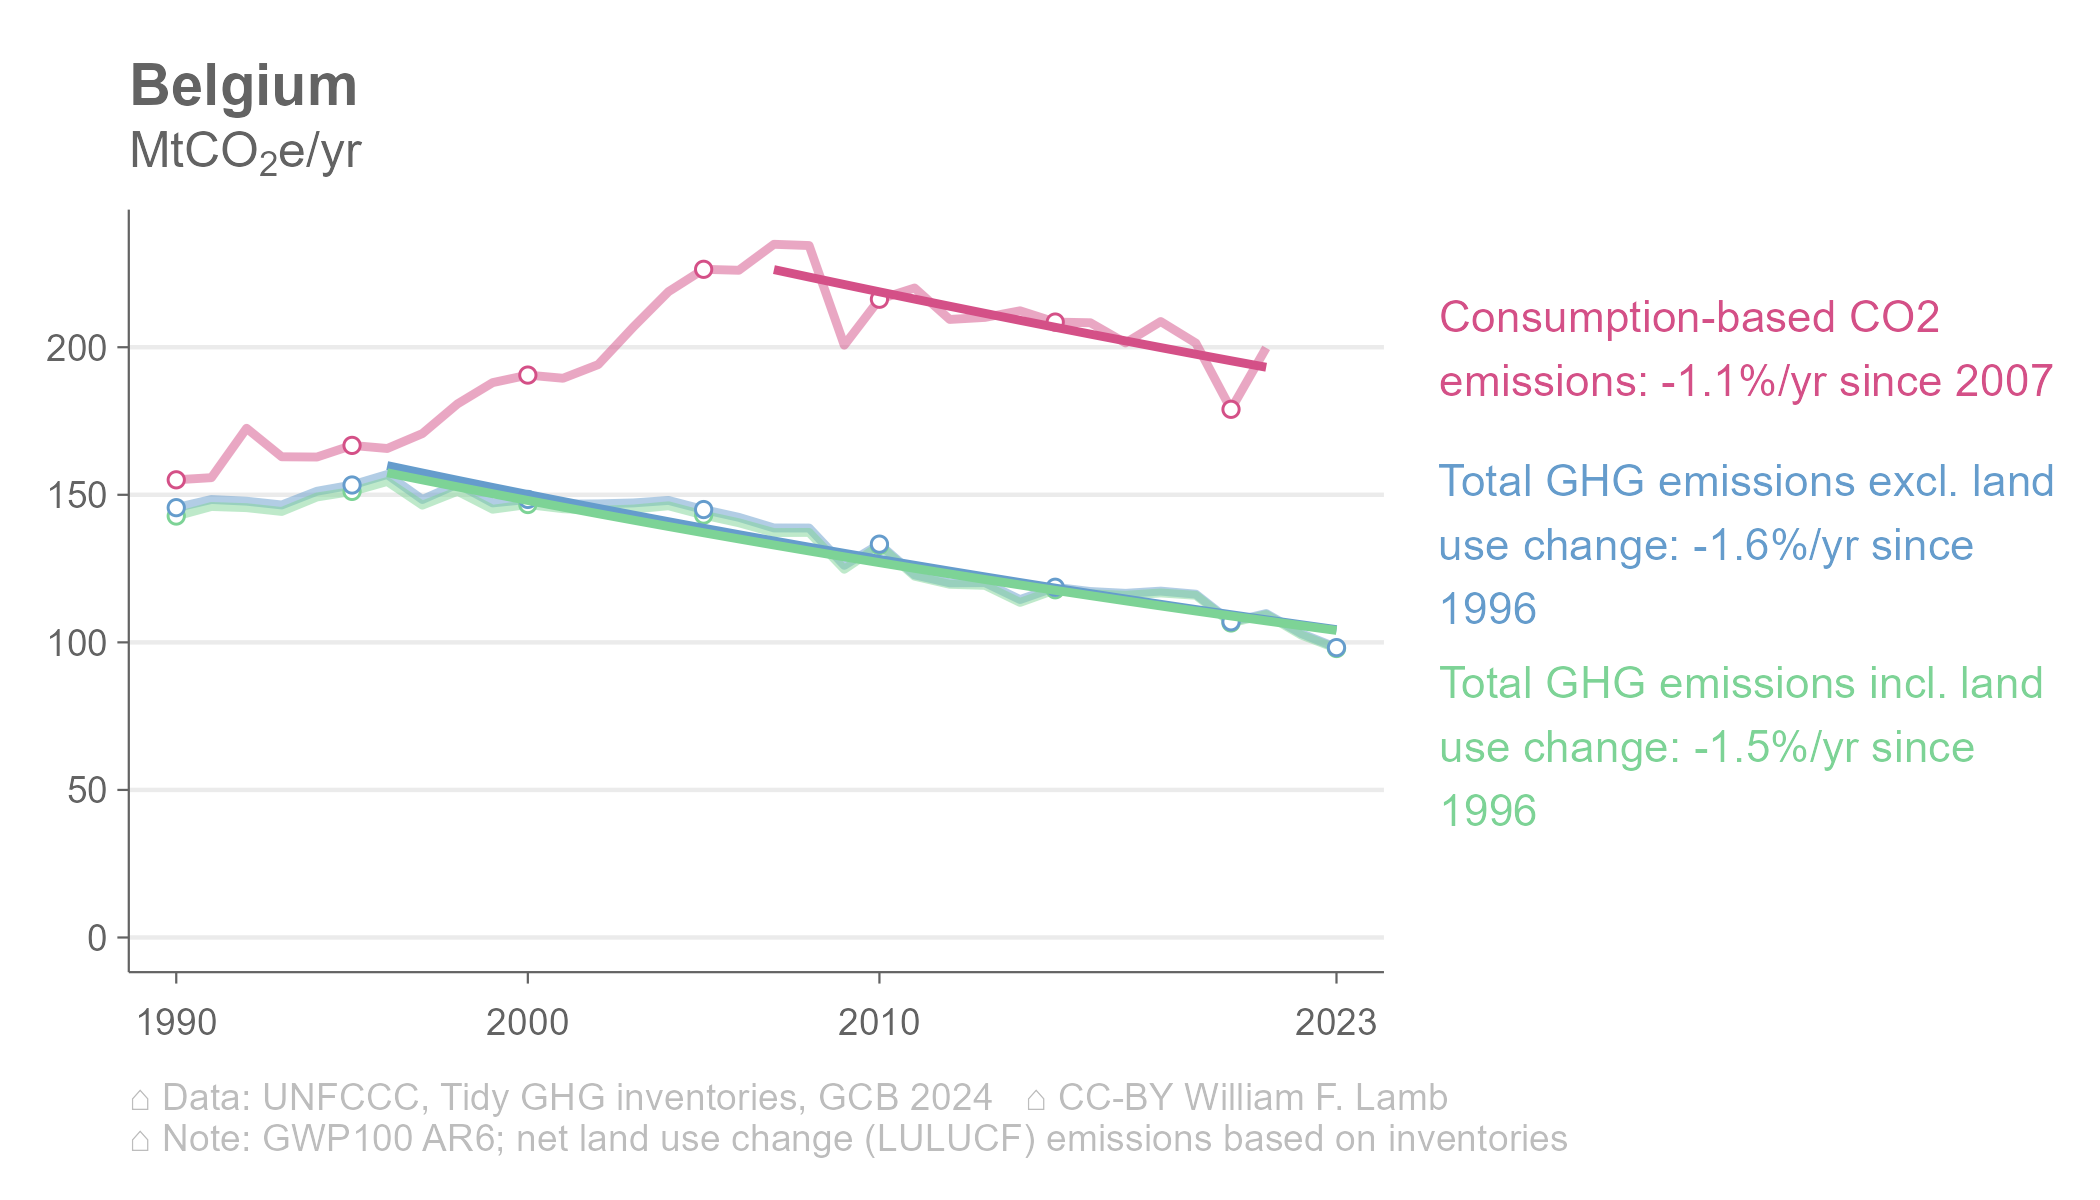 Belgium
MtCO₂e/yr
200
150
100
50
0
1990 2000 2010 2023
Consumption-based CO2
emissions: -1.1%/yr since 2007
Total GHG emissions excl. land
use change: -1.6%/yr since
1996
Total GHG emissions incl. land
use change: -1.5%/yr since
1996
⌂ Data: UNFCCC, Tidy GHG inventories, GCB 2024 ⌂ CC-BY William F. Lamb
⌂ Note: GWP100 AR6; net land use change (LULUCF) emissions based on inventories